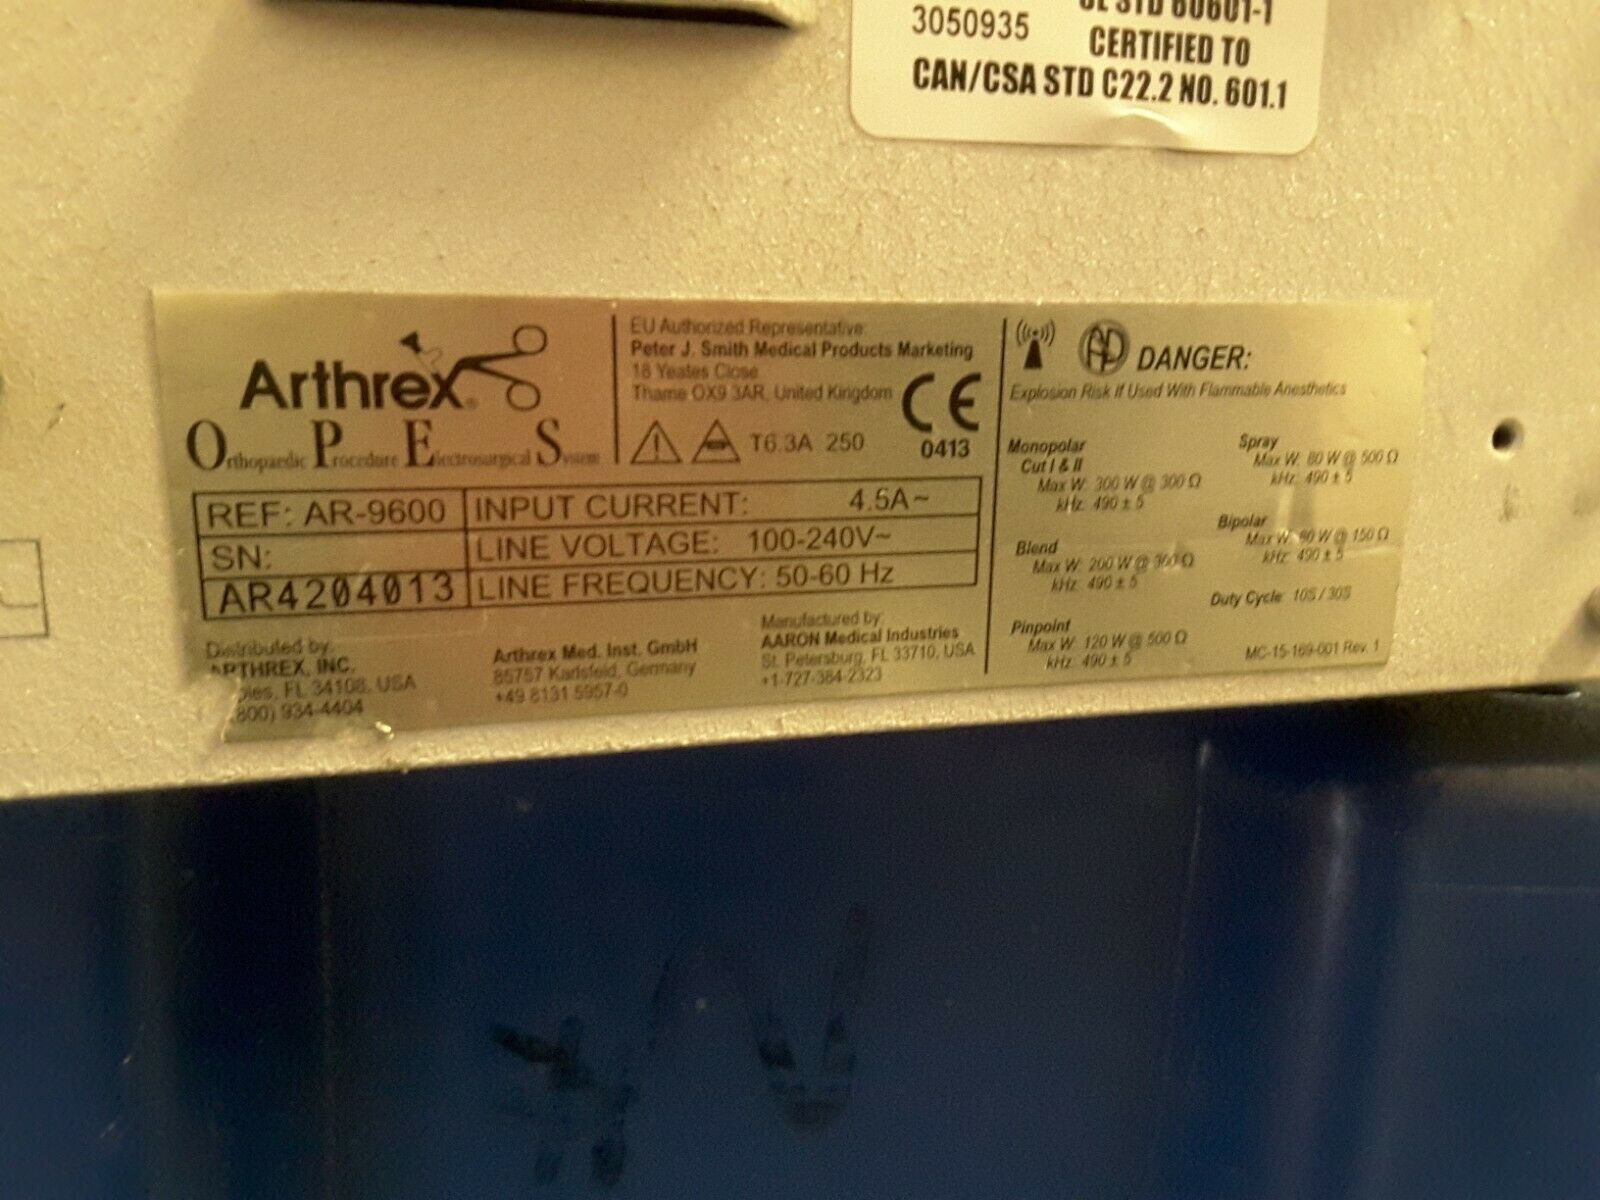 3050935
UL STD 60601-1
CERTIFIED TO
CAN/CSA STD C22.2 NO. 601.1
Arthrex®
Orthopaedic Procedure Electrosurgical System
EU Authorized Representative
Peter J. Smith Medical Products Marketing
18 Yeates Close
Thame OX9 3AR, United Kingdom
T6.3A 250
CE
0413
REF: AR-9600
SN:
AR4204013
INPUT CURRENT: 4.5A~
LINE VOLTAGE: 100-240V~
LINE FREQUENCY: 50-60 Hz
Distributed by:
ARTHREX, INC.
FL 34108, USA
(800) 934-4404
Arthrex Med. Inst. GmbH
85757 Karlsfeld, Germany
+49 8131 5957-0
Manufactured by:
AARON Medical Industries
St. Petersburg, FL 33710, USA
+1-727-384-2323
AP DANGER:
Explosion Risk If Used With Flammable Anesthetics
Monopolar
Cut I & II
Max W: 300 W @ 300 Ω
kHz: 490 ± 5
Blend
Max W: 200 W @ 300 Ω
kHz: 490 ± 5
Pinpoint
Max W: 120 W @ 500 Ω
kHz: 490 ± 5
Spray
Max W: 80 W @ 500 Ω
kHz: 490 ± 5
Bipolar
Max W: 80 W @ 150 Ω
kHz: 490 ± 5
Duty Cycle: 10S / 30S
MC-15-169-001 Rev. 1